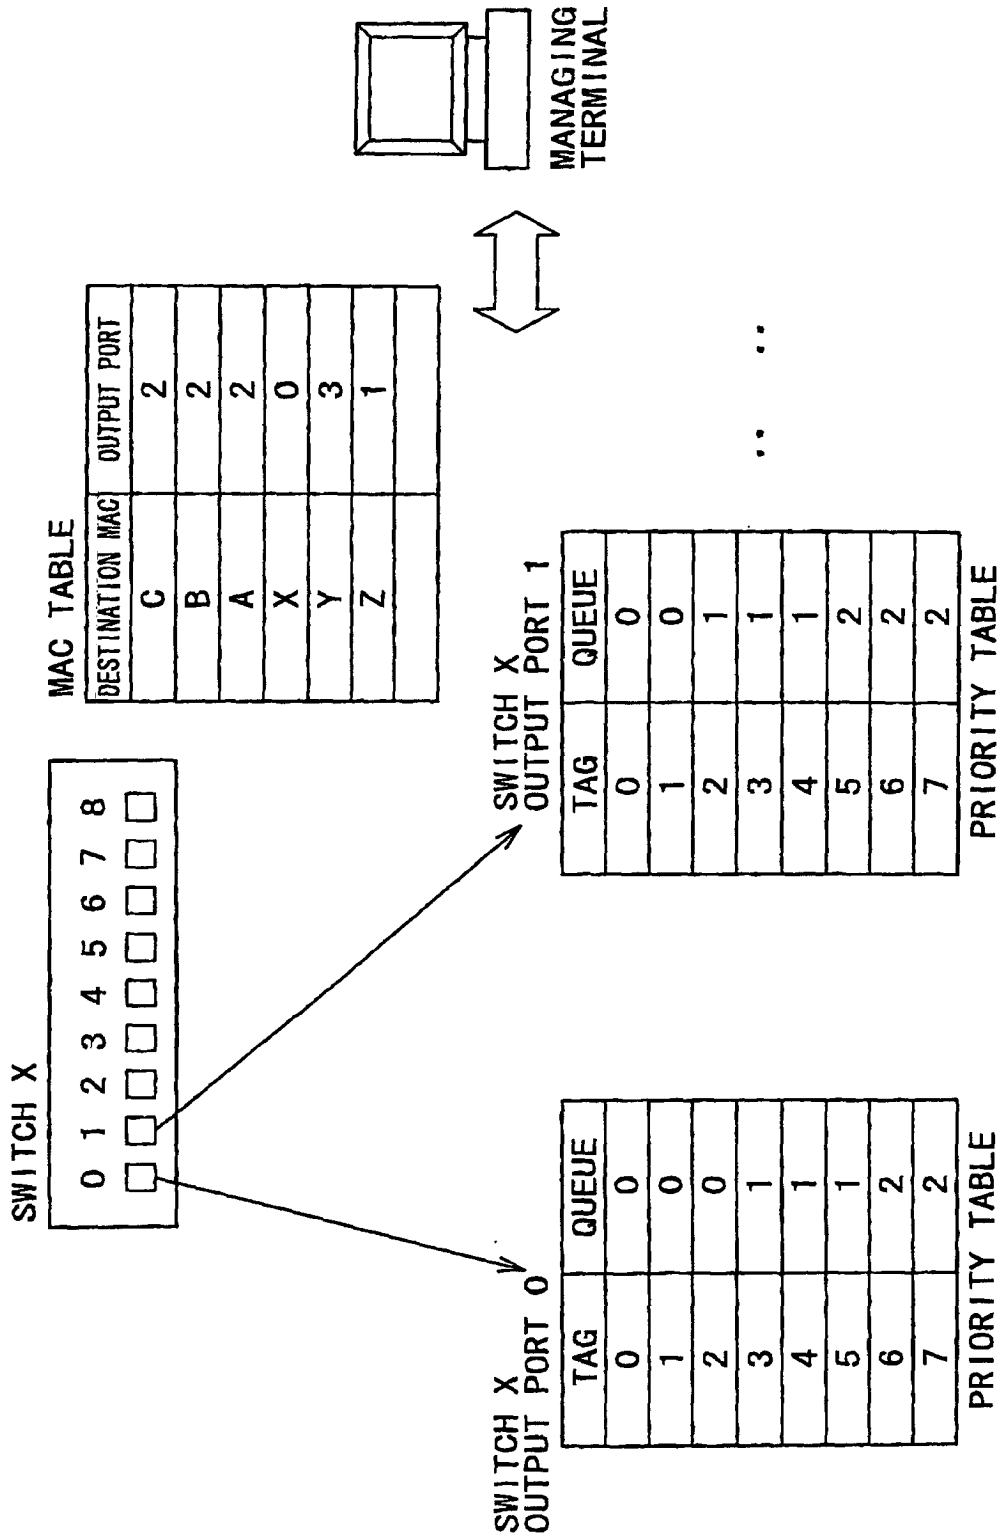 SWITCH X
0 1 2 3 4 5 6 7 8
MAC TABLE
DESTINATION MAC OUTPUT PORT
C 2
B 2
A 2
X 0
Y 3
Z 1
MANAGING
TERMINAL
SWITCH X
OUTPUT PORT 0
TAG QUEUE
0 0
1 0
2 0
3 1
4 1
5 1
6 2
7 2
PRIORITY TABLE
SWITCH X
OUTPUT PORT 1
TAG QUEUE
0 0
1 0
2 1
3 1
4 1
5 2
6 2
7 2
PRIORITY TABLE